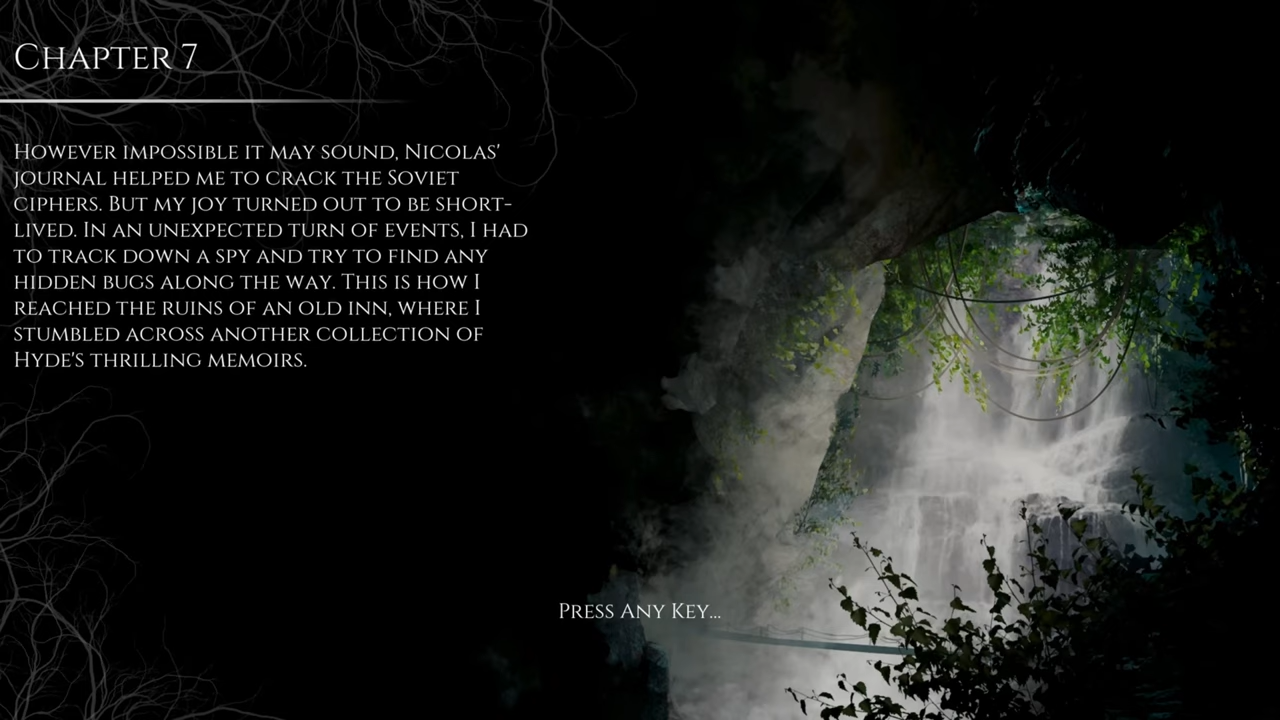 Chapter 7
However impossible it may sound, Nicolas'
journal helped me to crack the Soviet
ciphers. But my joy turned out to be short-
lived. In an unexpected turn of events, I had
to track down a spy and try to find any
hidden bugs along the way. This is how I
reached the ruins of an old inn, where I
stumbled across another collection of
Hyde's thrilling memoirs.
Press Any Key...